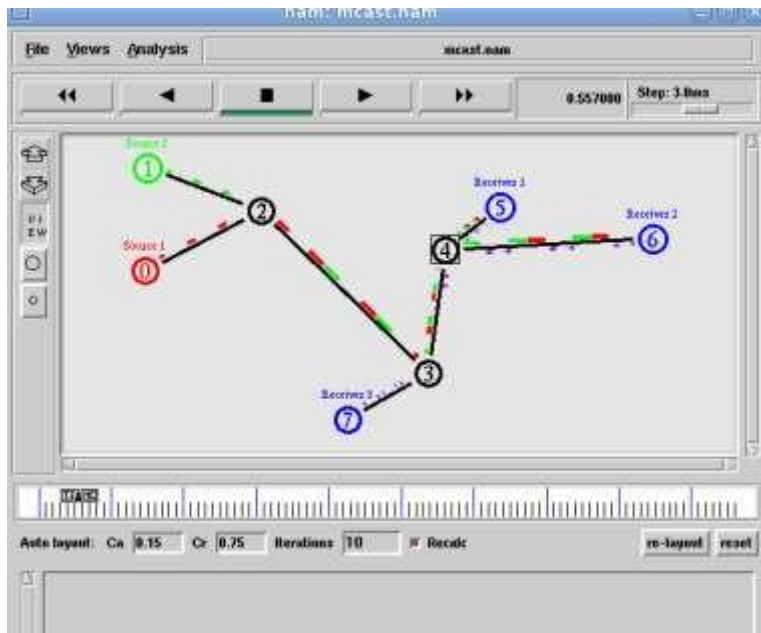 nam: mcast.nam
File Views Analysis mcast.nam
0.557000 Step: 3.0ms
Source 2
1
2
Source 1
0
Receiver 1
5
Receiver 2
6
4
3
Receiver 3
7
TIME
Auto layout: Ca 0.15 Cr 0.75 Iterations 10 Recalc re-layout reset